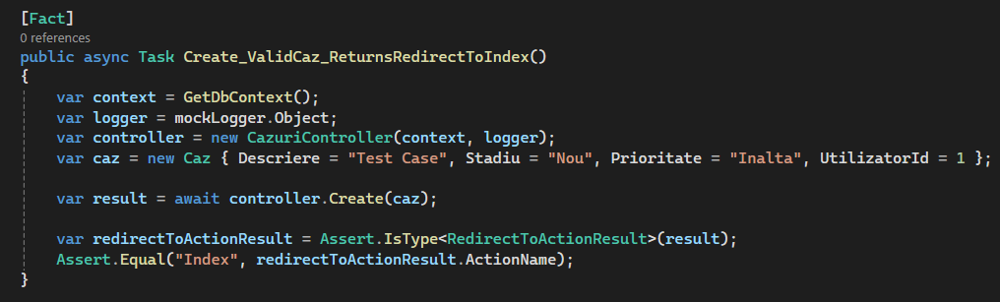 [Fact]
0 references
public async Task Create_ValidCaz_ReturnsRedirectToIndex()
{
    var context = GetDbContext();
    var logger = mockLogger.Object;
    var controller = new CazuriController(context, logger);
    var caz = new Caz { Descriere = "Test Case", Stadiu = "Nou", Prioritate = "Inalta", UtilizatorId = 1 };

    var result = await controller.Create(caz);

    var redirectToActionResult = Assert.IsType<RedirectToActionResult>(result);
    Assert.Equal("Index", redirectToActionResult.ActionName);
}